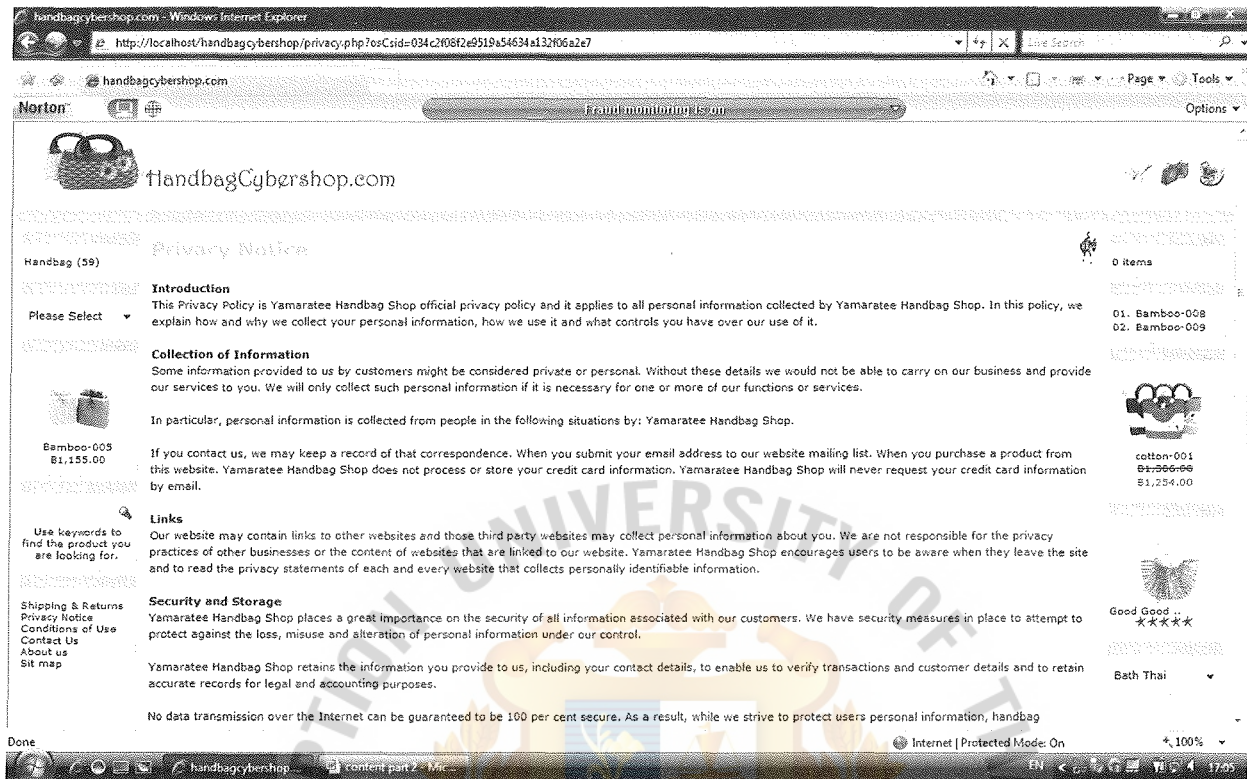 handbagcybershop.com - Windows Internet Explorer
http://localhost/handbagcybershop/privacy.php?osCsid=034c2f08f2e9519a54634a132f06a2e7
Live Search
handbagcybershop.com
Page
Tools
Norton
Fraud monitoring is on
Options
HandbagCybershop.com
Privacy Notice
Handbag (59)
0 items
Introduction
This Privacy Policy is Yamaratee Handbag Shop official privacy policy and it applies to all personal information collected by Yamaratee Handbag Shop. In this policy, we
explain how and why we collect your personal information, how we use it and what controls you have over our use of it.
Please Select
01. Bamboo-008
02. Bamboo-009
Collection of Information
Some information provided to us by customers might be considered private or personal. Without these details we would not be able to carry on our business and provide
our services to you. We will only collect such personal information if it is necessary for one or more of our functions or services.
In particular, personal information is collected from people in the following situations by: Yamaratee Handbag Shop.
If you contact us, we may keep a record of that correspondence. When you submit your email address to our website mailing list. When you purchase a product from
this website. Yamaratee Handbag Shop does not process or store your credit card information. Yamaratee Handbag Shop will never request your credit card information
by email.
Bamboo-005
B1,155.00
cotton-001
B1,254.00
Links
Our website may contain links to other websites and those third party websites may collect personal information about you. We are not responsible for the privacy
practices of other businesses or the content of websites that are linked to our website. Yamaratee Handbag Shop encourages users to be aware when they leave the site
and to read the privacy statements of each and every website that collects personally identifiable information.
Use keywords to
find the product you
are looking for.
Security and Storage
Yamaratee Handbag Shop places a great importance on the security of all information associated with our customers. We have security measures in place to attempt to
protect against the loss, misuse and alteration of personal information under our control.
Yamaratee Handbag Shop retains the information you provide to us, including your contact details, to enable us to verify transactions and customer details and to retain
accurate records for legal and accounting purposes.
No data transmission over the Internet can be guaranteed to be 100 per cent secure. As a result, while we strive to protect users personal information, handbag
Shipping & Returns
Privacy Notice
Conditions of Use
Contact Us
About us
Sit map
Good Good ..
Bath Thai
Done
Internet | Protected Mode: On
100%
handbagcybershop....
content part 2 - Mic...
EN
17:05
UNIVERSITY OF